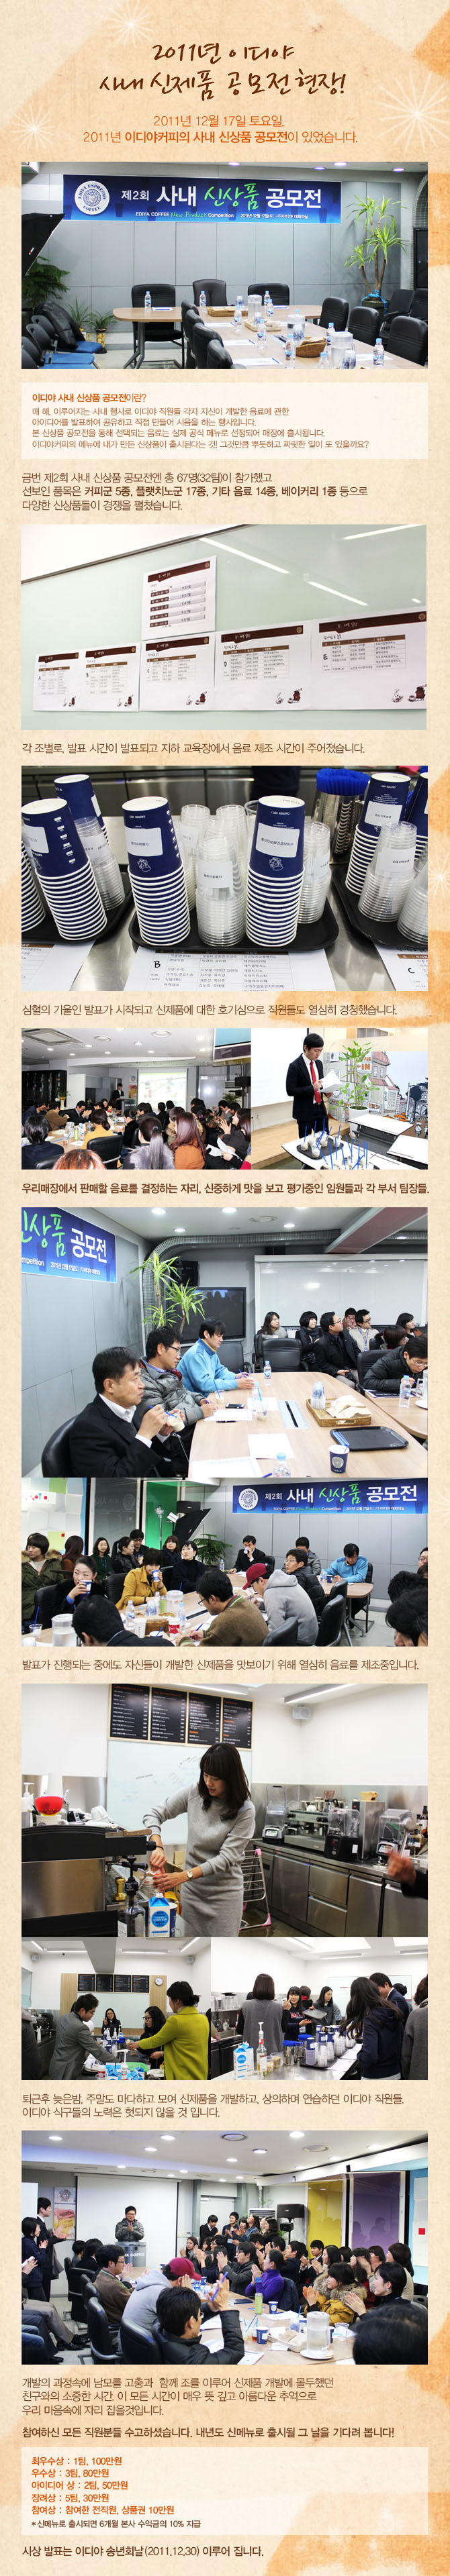 2011년 이디야
사내 신제품 공모전 현장!
2011년 12월 17일 토요일,
2011년 이디야커피의 사내 신상품 공모전이 있었습니다.
EDIYA ESPRESSO
COFFEE
제2회 사내 신상품 공모전
EDIYA COFFEE New Product Competition
이디야 사내 신상품 공모전이란?
매 해, 이루어지는 사내 행사로 이디야 직원들 각자 자신이 개발한 음료에 관한
아이디어를 발표하여 공유하고 직접 만들어 시음을 하는 행사입니다.
본 신상품 공모전을 통해 선택되는 음료는 실제 공식 메뉴로 선정되어 매장에 출시됩니다.
이디야커피의 메뉴에 내가 만든 신상품이 출시된다는 것! 그것만큼 뿌듯하고 짜릿한 일이 또 있을까요?
금번 제2회 사내 신상품 공모전엔 총 67명(32팀)이 참가했고
선보인 품목은 커피군 5종, 플랫치노군 17종, 기타 음료 14종, 베이커리 1종 등으로
다양한 신상품들이 경쟁을 펼쳤습니다.
각 조별로, 발표 시간이 발표되고 지하 교육장에서 음료 제조 시간이 주어졌습니다.
B
C
심혈의 기울인 발표가 시작되고 신제품에 대한 호기심으로 직원들도 열심히 경청했습니다.
우리매장에서 판매할 음료를 결정하는 자리, 신중하게 맛을 보고 평가중인 임원들과 각 부서 팀장들.
신상품 공모전
Competition
제2회 사내 신상품 공모전
발표가 진행되는 중에도 자신들이 개발한 신제품을 맛보이기 위해 열심히 음료를 제조중입니다.
퇴근후 늦은밤, 주말도 마다하고 모여 신제품을 개발하고, 상의하며 연습하던 이디야 직원들.
이디야 식구들의 노력은 헛되지 않을 것 입니다.
개발의 과정속에 남모를 고충과 함께 조를 이루어 신제품 개발에 몰두했던
친구와의 소중한 시간. 이 모든 시간이 매우 뜻 깊고 아름다운 추억으로
우리 마음속에 자리 잡을것입니다.
참여하신 모든 직원분들 수고하셨습니다. 내년도 신메뉴로 출시될 그 날을 기다려 봅니다!
최우수상 : 1팀, 100만원
우수상 : 3팀, 80만원
아이디어 상 : 2팀, 50만원
장려상 : 5팀, 30만원
참여상 : 참여한 전직원, 상품권 10만원
*신메뉴로 출시되면 6개월 본사 수익금의 10% 지급
시상 발표는 이디야 송년회날(2011.12.30) 이루어 집니다.